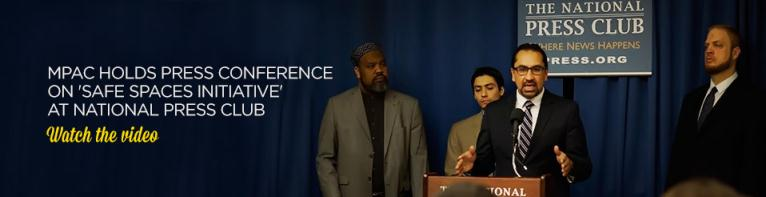 MPAC HOLDS PRESS CONFERENCE
ON 'SAFE SPACES INITIATIVE'
AT NATIONAL PRESS CLUB
Watch the video
THE NATIONAL
PRESS CLUB
WHERE NEWS HAPPENS
PRESS.ORG
NATIONAL